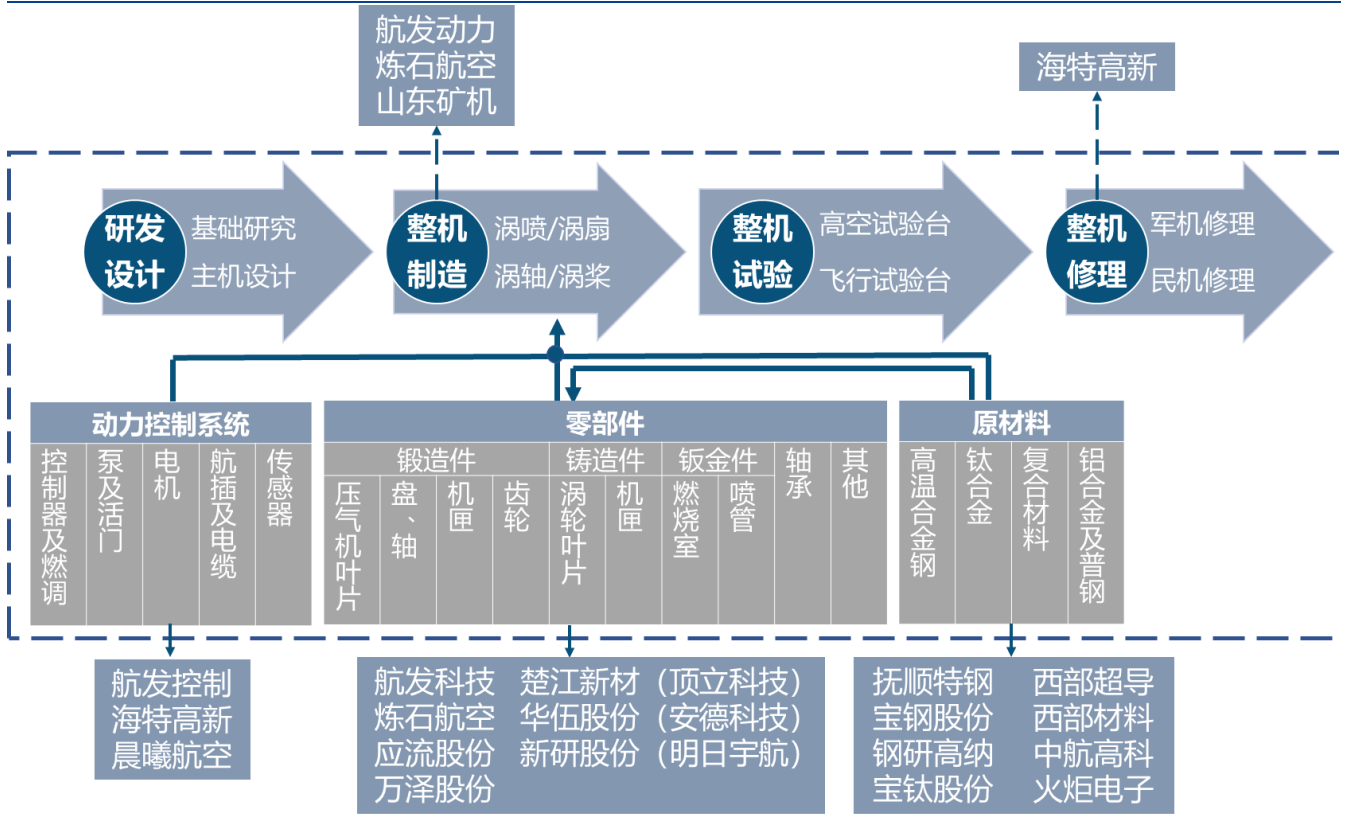 航发动力
炼石航空
山东矿机
海特高新
研发
设计
基础研究
主机设计
整机
制造
涡喷/涡扇
涡轴/涡桨
整机
试验
高空试验台
飞行试验台
整机
修理
军机修理
民机修理
动力控制系统
控制器及燃调
泵及活门
电机
航插及电缆
传感器
零部件
锻造件
铸造件
钣金件
轴承
其他
压气机叶片
盘、轴
机匣
齿轮
涡轮叶片
机匣
燃烧室
喷管
原材料
高温合金钢
钛合金
复合材料
铝合金及普钢
航发控制
海特高新
晨曦航空
航发科技 楚江新材（顶立科技）
炼石航空 华伍股份（安德科技）
应流股份 新研股份（明日宇航）
万泽股份
抚顺特钢 西部超导
宝钢股份 西部材料
钢研高纳 中航高科
宝钛股份 火炬电子